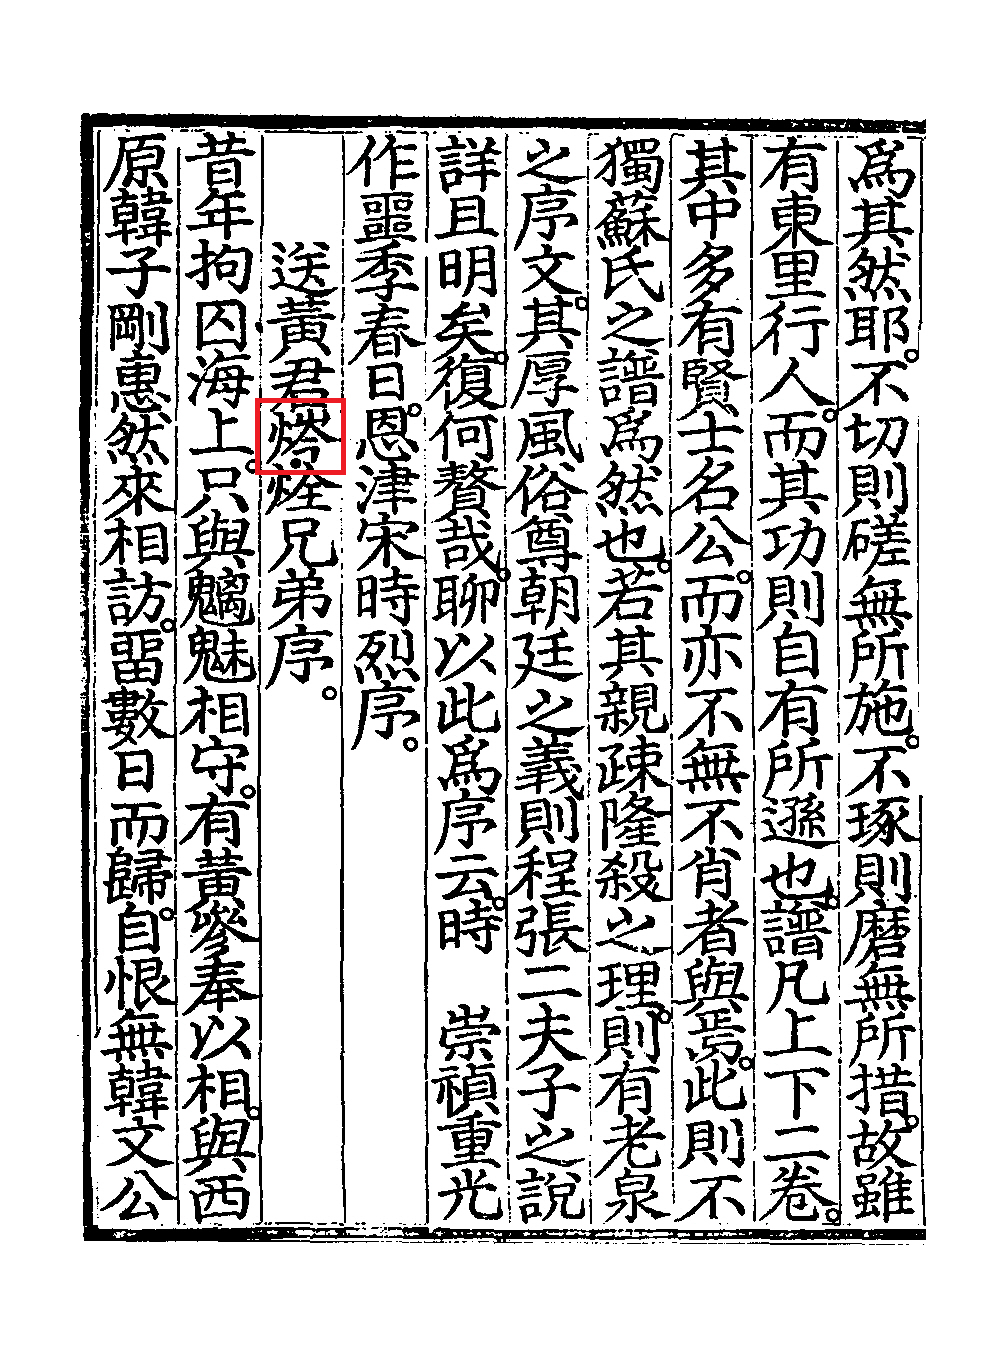 爲其然耶。不切則磋無所施。不琢則磨無所措。故雖
有東里行人。而其功則自有所遜也。譜凡上下二卷。
其中多有賢士名公。而亦不無不肖者與焉。此則不
獨蘇氏之譜爲然也。若其親疎隆殺之理。則有老泉
之序文。其厚風俗尊朝廷之義則程張二夫子之說
詳且明矣。復何贅哉。聊以此爲序云。時　崇禎重光
作噩季春日。恩津宋時烈序。
送黃君烇兄弟序。
昔年拘囚海上。只與魑魅相守。有黃參奉以相。與西
原韓子剛惠然來相訪。畱數日而歸。自恨無韓文公